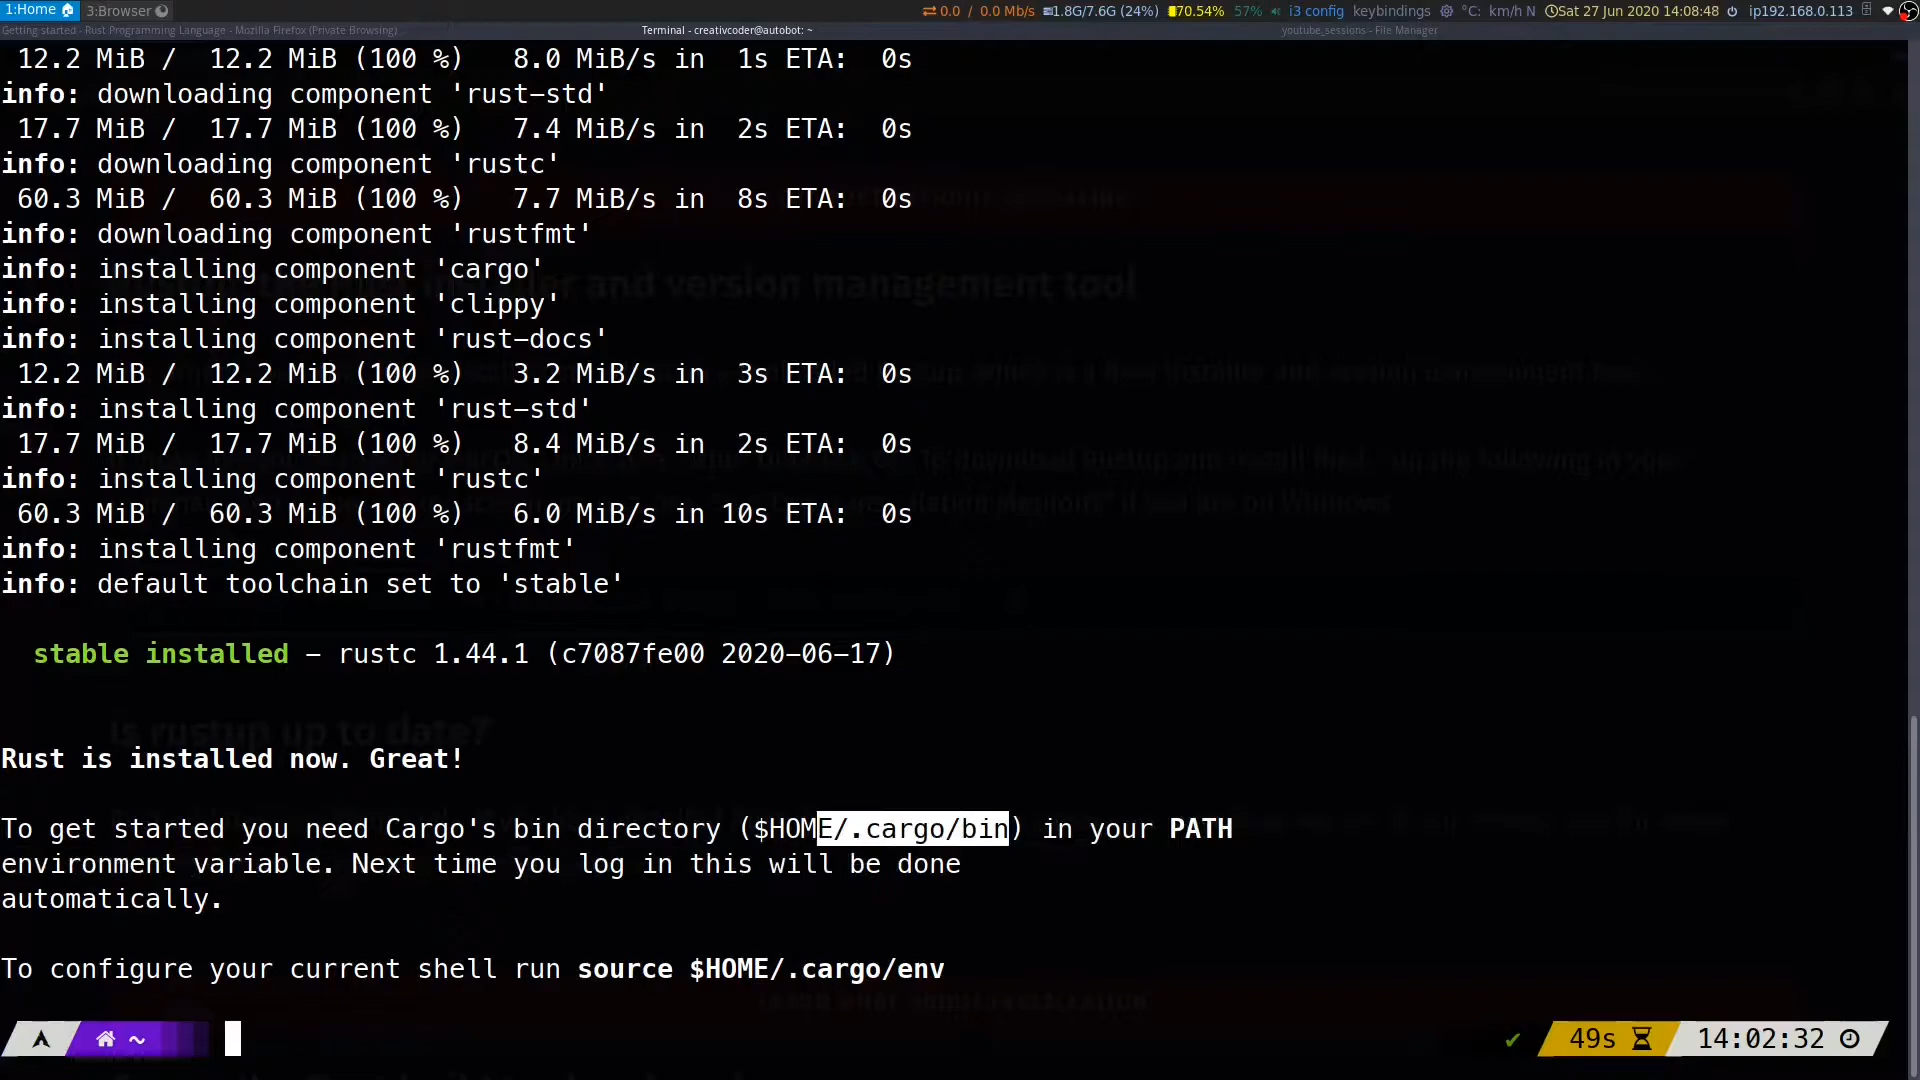 1:Home 3:Browser 0.0 / 0.0 Mb/s 1.8G/7.6G (24%) 70.54% 57% i3 config keybindings °C: km/h N Sat 27 Jun 2020 14:08:48 ip192.168.0.113
Getting started - Rust Programming Language - Mozilla Firefox (Private Browsing) Terminal - creativcoder@autobot: ~ youtube_sessions - File Manager
12.2 MiB / 12.2 MiB (100 %) 8.0 MiB/s in 1s ETA: 0s
info: downloading component 'rust-std'
17.7 MiB / 17.7 MiB (100 %) 7.4 MiB/s in 2s ETA: 0s
info: downloading component 'rustc'
60.3 MiB / 60.3 MiB (100 %) 7.7 MiB/s in 8s ETA: 0s
info: downloading component 'rustfmt'
info: installing component 'cargo'
info: installing component 'clippy'
and version management tool
info: installing component 'rust-docs'
12.2 MiB / 12.2 MiB (100 %) 3.2 MiB/s in 3s ETA: 0s
info: installing component 'rust-std'
17.7 MiB / 17.7 MiB (100 %) 8.4 MiB/s in 2s ETA: 0s
info: installing component 'rustc'
60.3 MiB / 60.3 MiB (100 %) 6.0 MiB/s in 10s ETA: 0s
info: installing component 'rustfmt'
info: default toolchain set to 'stable'
stable installed - rustc 1.44.1 (c7087fe00 2020-06-17)
Is rustup up to date?
Rust is installed now. Great!
To get started you need Cargo's bin directory ($HOME/.cargo/bin) in your PATH
environment variable. Next time you log in this will be done
automatically.
To configure your current shell run source $HOME/.cargo/env
~ ✔ 49s 14:02:32